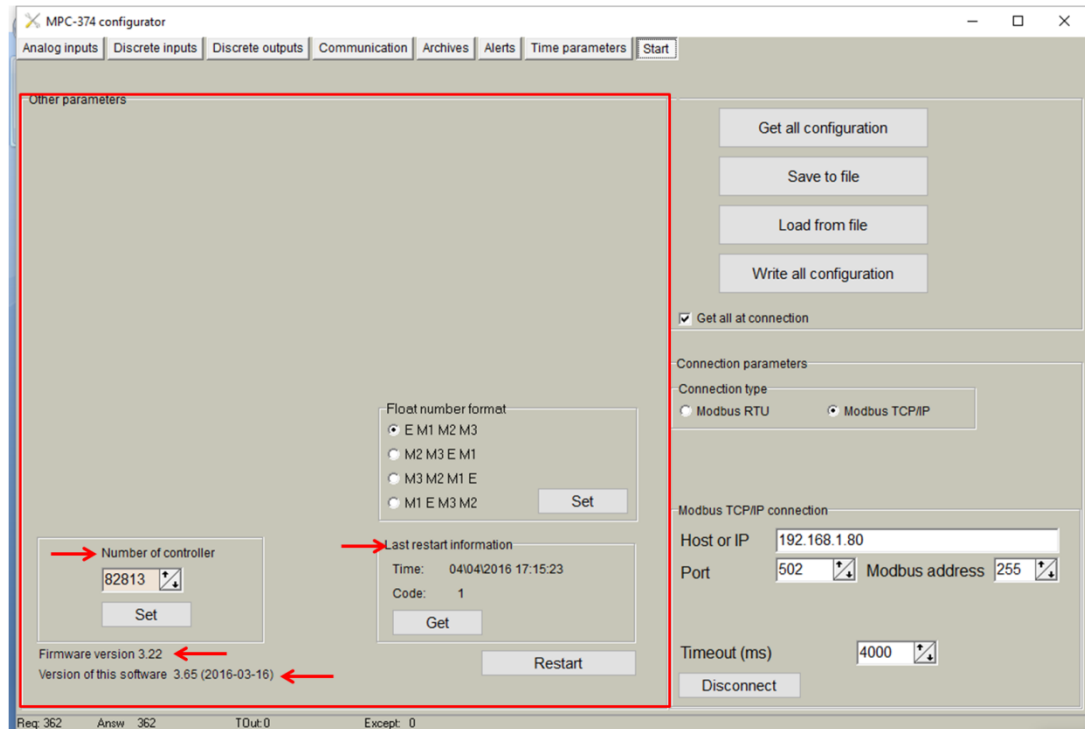 MPC-374 configurator
Analog inputs Discrete inputs Discrete outputs Communication Archives Alerts Time parameters Start
Other parameters
Float number format
E M1 M2 M3
M2 M3 E M1
M3 M2 M1 E
M1 E M3 M2
Set
Number of controller
82813
Set
Last restart information
Time: 04\04\2016 17:15:23
Code: 1
Get
Firmware version 3.22
Version of this software 3.65 (2016-03-16)
Restart
Get all configuration
Save to file
Load from file
Write all configuration
Get all at connection
Connection parameters
Connection type
Modbus RTU Modbus TCP/IP
Modbus TCP/IP connection
Host or IP 192.168.1.80
Port 502 Modbus address 255
Timeout (ms) 4000
Disconnect
Req: 362 Answ 362 TOut:0 Except: 0